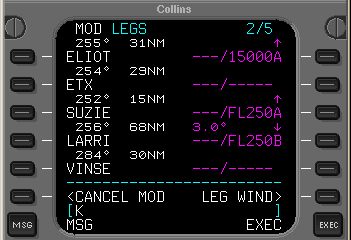 Collins
MOD LEGS 2/5
255° 31NM ↑
ELIOT ---/15000A
254° 29NM
ETX ---/-----
252° 15NM ↑
SUZIE ---/FL250A
256° 68NM 3.0° ↓
LARRI ---/FL250B
284° 30NM
VINSE ---/-----
------------------------
<CANCEL MOD LEG WIND>
[K ]
MSG EXEC
MSG EXEC